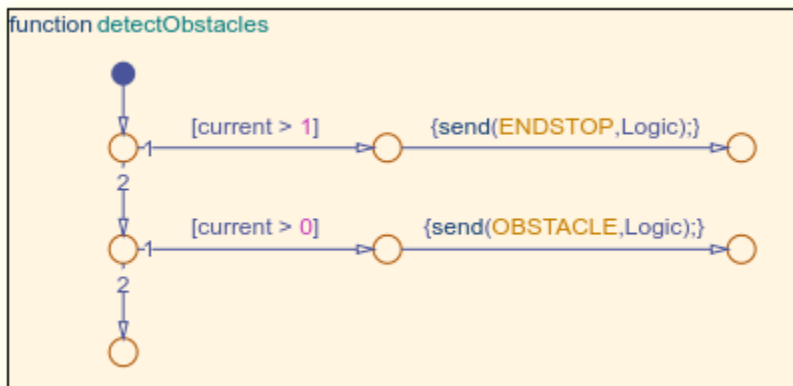 function detectObstacles
[current > 1] {send(ENDSTOP,Logic);}
1
2
[current > 0] {send(OBSTACLE,Logic);}
1
2